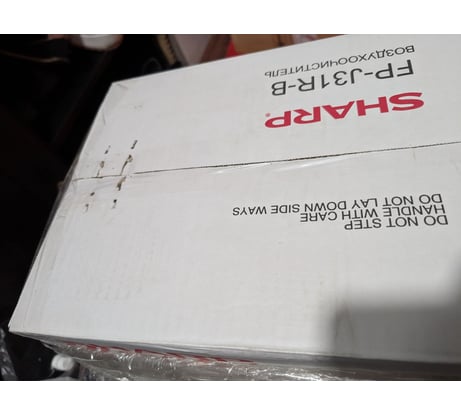 SHARP®
FP-J31R-B
ВОЗДУХООЧИСТИТЕЛЬ
DO NOT STEP
HANDLE WITH CARE
DO NOT LAY DOWN SIDE WAYS